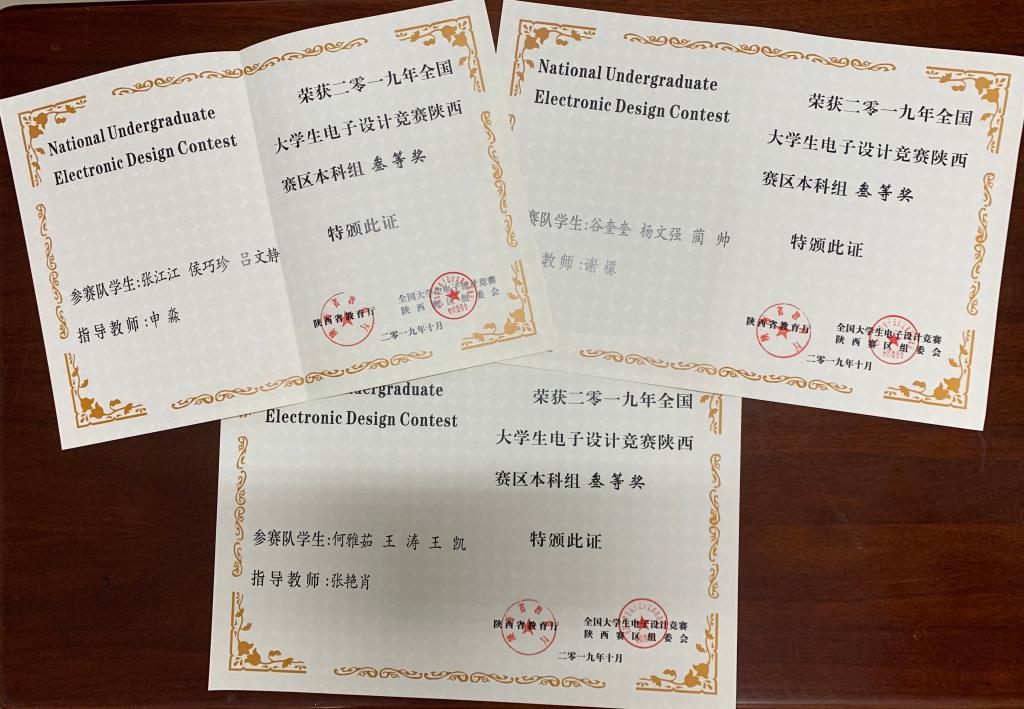 National Undergraduate
Electronic Design Contest
参赛队学生:张江江 侯巧珍 吕文静
指导教师:申淼
荣获二零一九年全国
大学生电子设计竞赛陕西
赛区本科组 叁等奖
特颁此证
陕西省教育厅
全国大学生电子设计竞赛
陕西赛区组委会
二零一九年十月
National Undergraduate
Electronic Design Contest
赛队学生:谷奎奎 杨文强 蔺 帅
教师:谢檬
荣获二零一九年全国
大学生电子设计竞赛陕西
赛区本科组 叁等奖
特颁此证
陕西省教育厅
全国大学生电子设计竞赛
陕西赛区组委会
二零一九年十月
Undergraduate
Electronic Design Contest
参赛队学生:何雅茹 王 涛 王 凯
指导教师:张艳肖
荣获二零一九年全国
大学生电子设计竞赛陕西
赛区本科组 叁等奖
特颁此证
陕西省教育厅
全国大学生电子设计竞赛
陕西赛区组委会
二零一九年十月